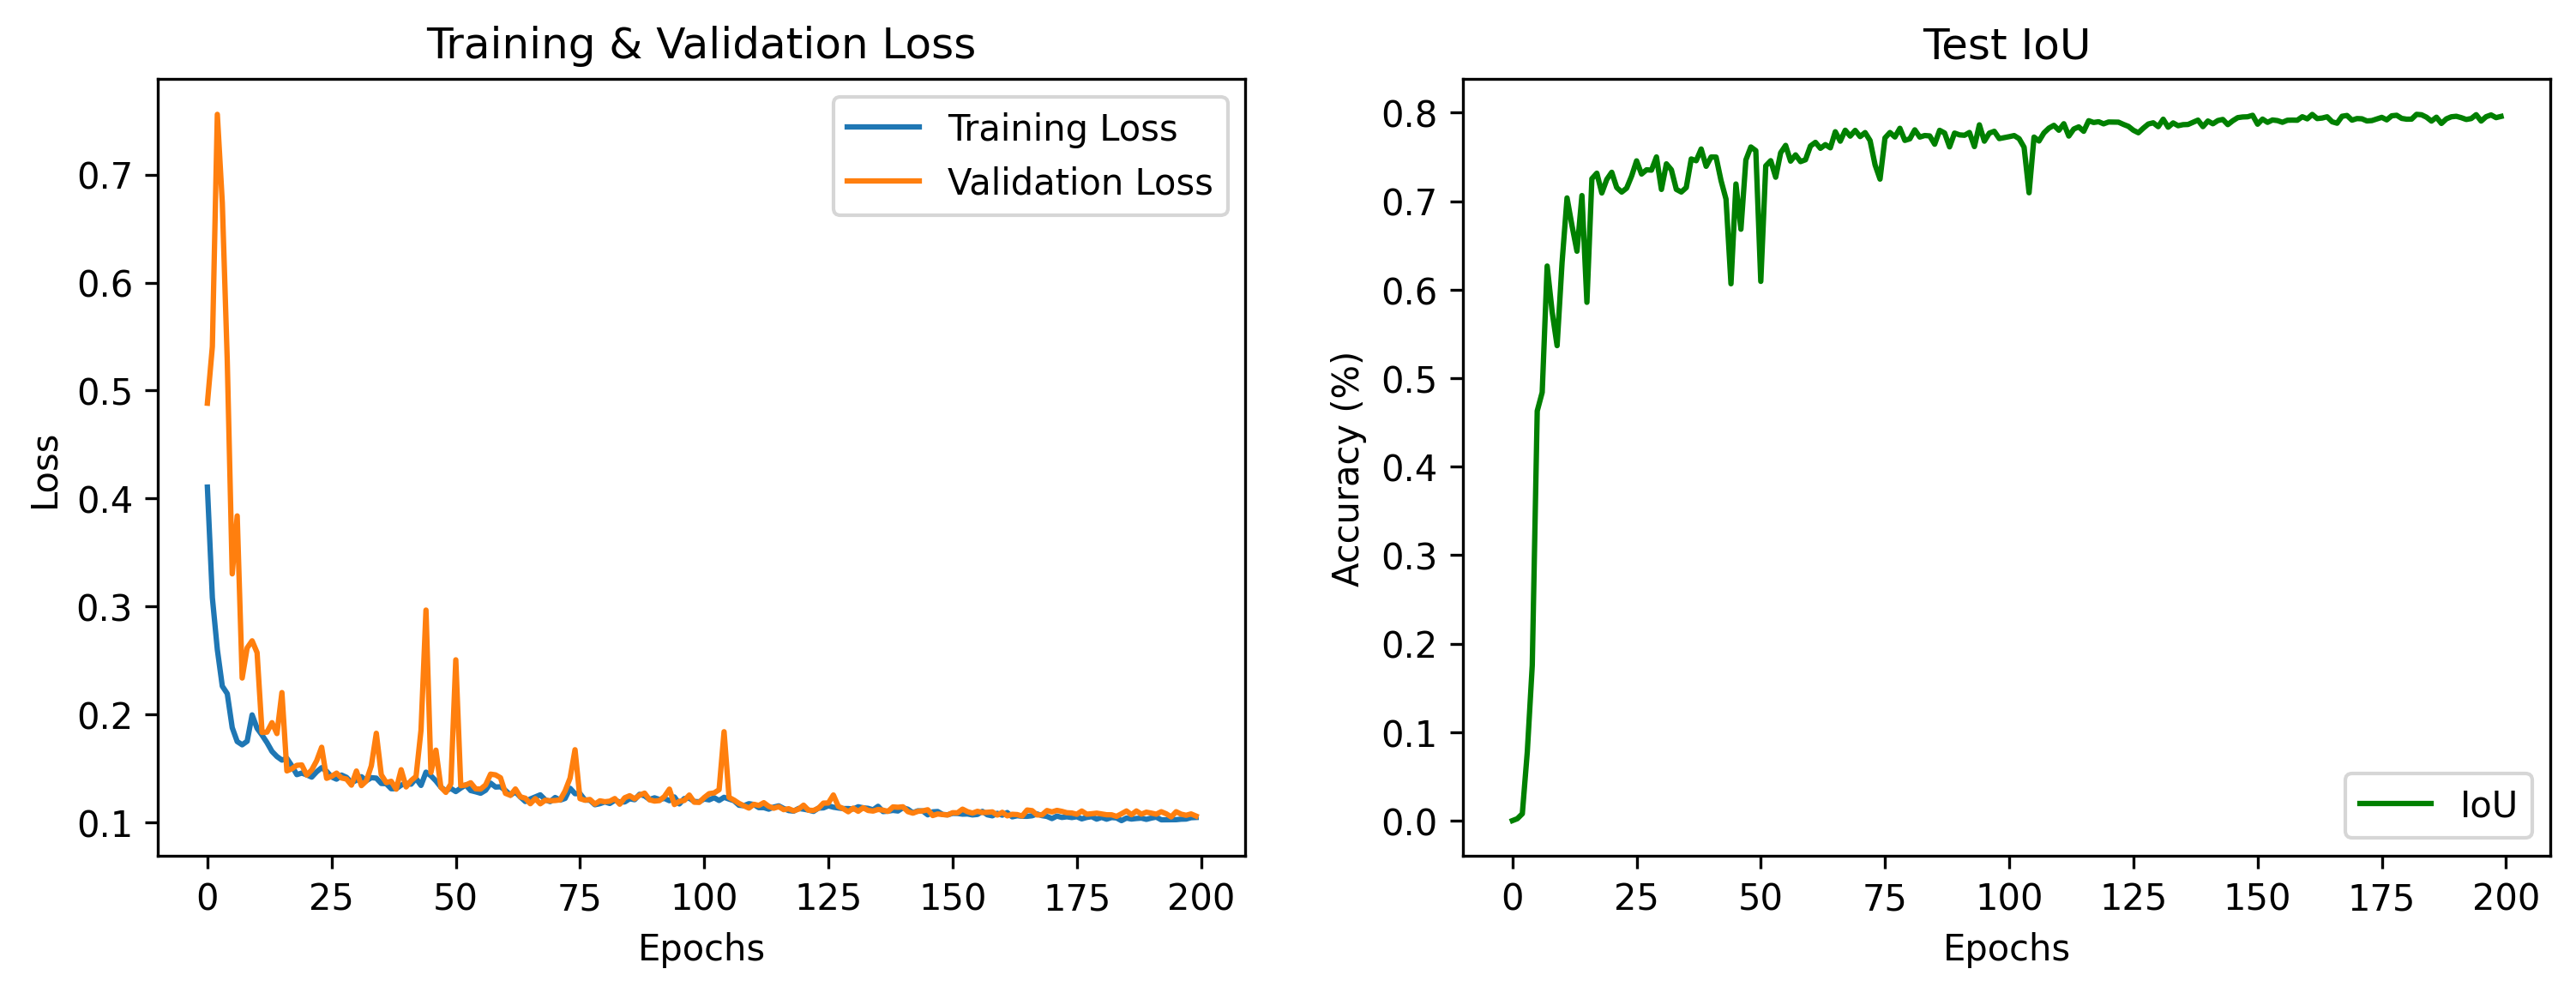 Training & Validation Loss
Training Loss
Validation Loss
0.7
0.6
0.5
0.4
0.3
0.2
0.1
Loss
0 25 50 75 100 125 150 175 200
Epochs
Test IoU
0.8
0.7
0.6
0.5
0.4
0.3
0.2
0.1
0.0
Accuracy (%)
IoU
0 25 50 75 100 125 150 175 200
Epochs